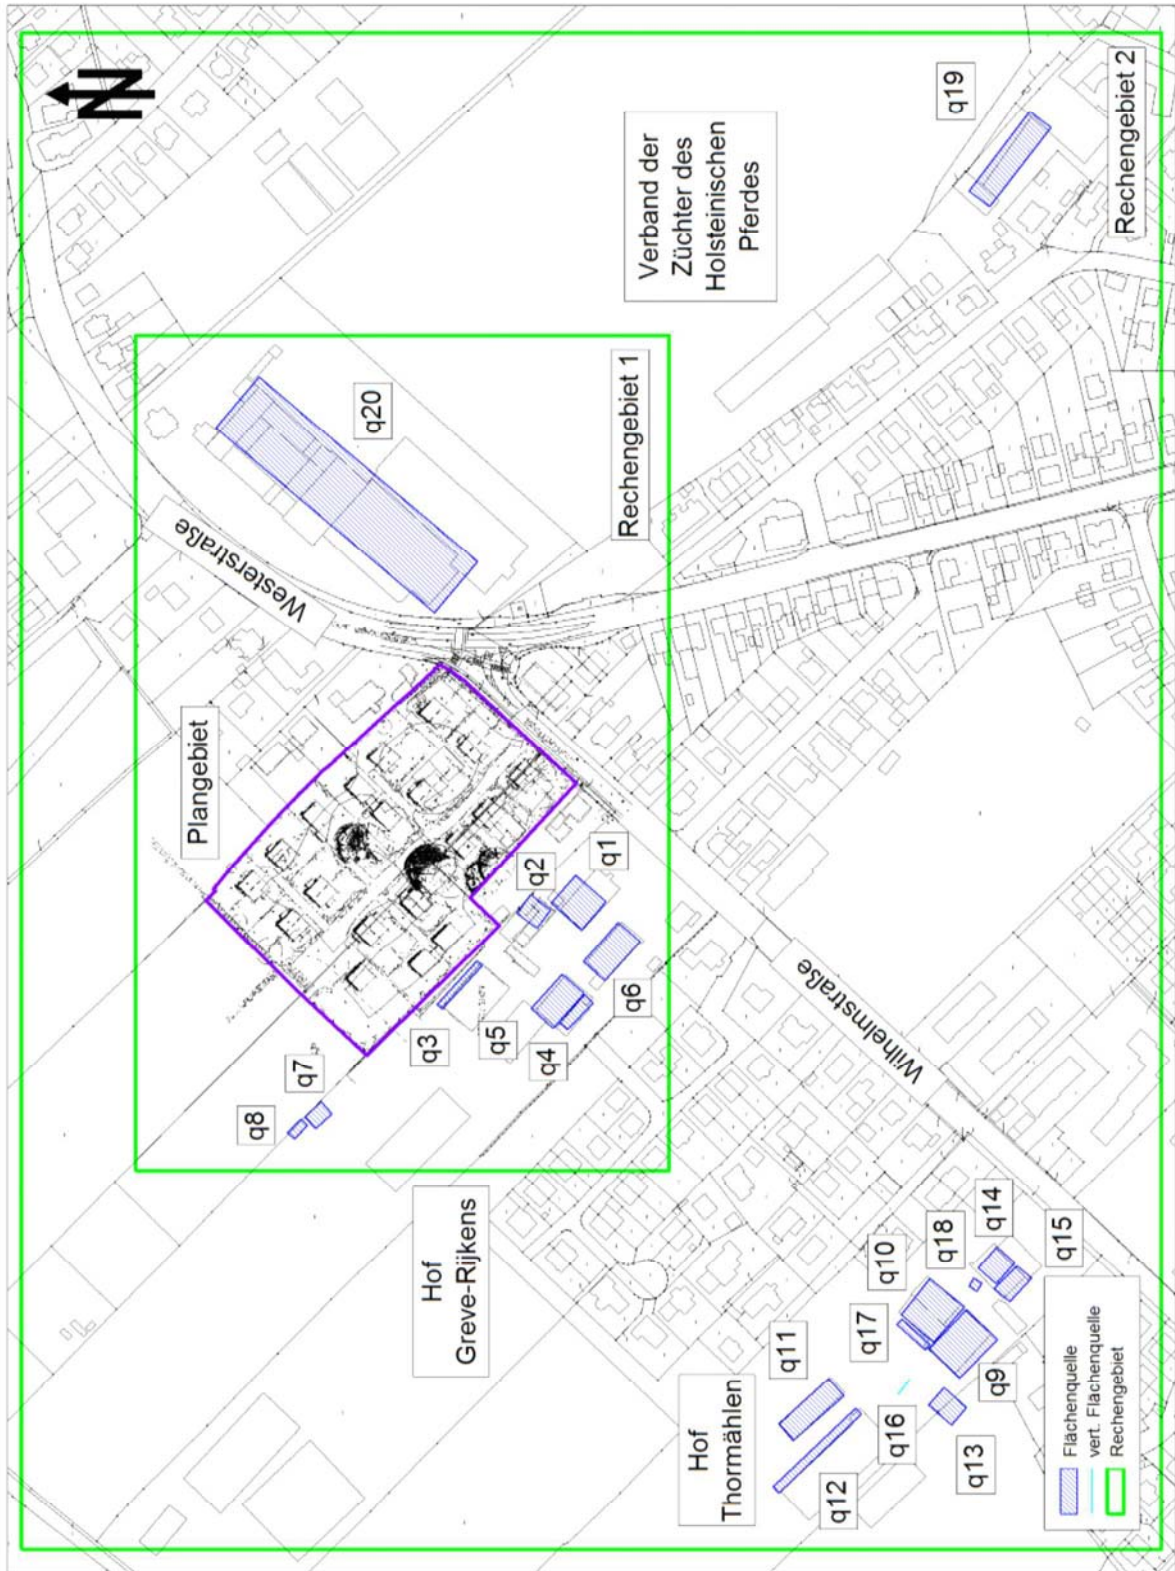 N
q19
Rechengebiet 2
Verband der
Züchter des
Holsteinischen
Pferdes
q20
Rechengebiet 1
Westerstraße
Plangebiet
q2
q1
q3
q5
q4
q6
q7
q8
Wilhelmstraße
Hof
Greve-Rijkens
q10
q18
q14
q15
q17
q11
Hof
Thormählen
q16
q9
q12
q13
Flächenquelle
vert. Flächenquelle
Rechengebiet